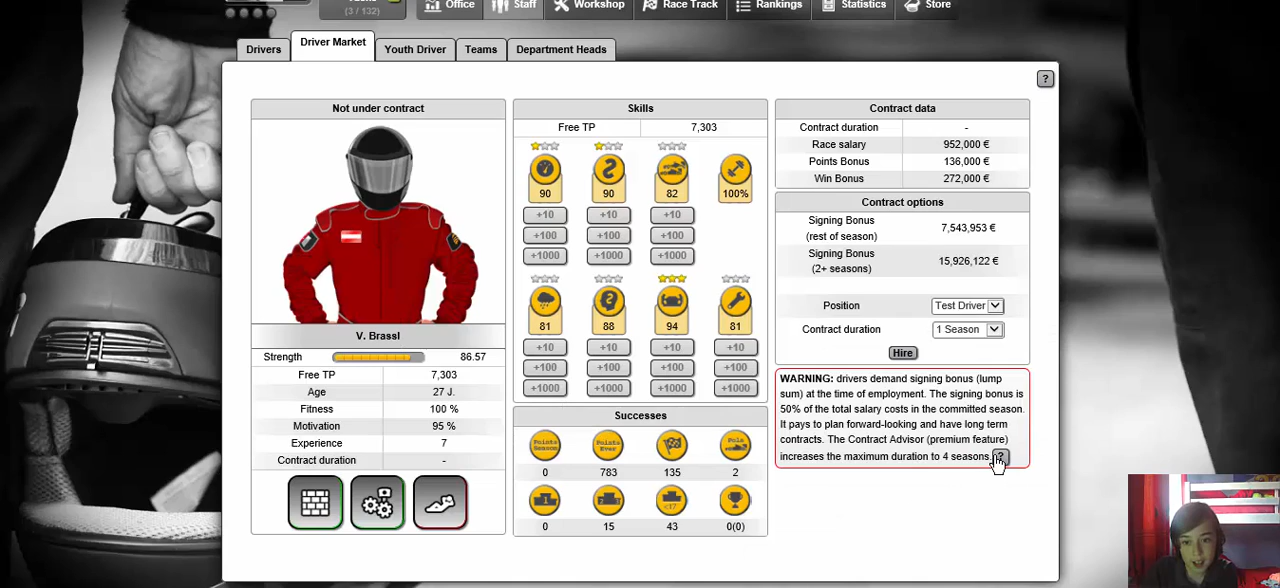 (3 / 132)
Office
Staff
Workshop
Race Track
Rankings
Statistics
Store
Drivers
Driver Market
Youth Driver
Teams
Department Heads
?
Not under contract
V. Brassl
Strength 86.57
Free TP 7,303
Age 27 J.
Fitness 100 %
Motivation 95 %
Experience 7
Contract duration -
Skills
Free TP 7,303
90 90 82 100%
+10 +10 +10
+100 +100 +100
+1000 +1000 +1000
81 88 94 81
+10 +10 +10 +10
+100 +100 +100 +100
+1000 +1000 +1000 +1000
Successes
Points Season Points Ever Pole
0 783 135 2
1 <17
0 15 43 0(0)
Contract data
Contract duration -
Race salary 952,000 €
Points Bonus 136,000 €
Win Bonus 272,000 €
Contract options
Signing Bonus
(rest of season) 7,543,953 €
Signing Bonus
(2+ seasons) 15,926,122 €
Position Test Driver
Contract duration 1 Season
Hire
WARNING: drivers demand signing bonus (lump
sum) at the time of employment. The signing bonus is
50% of the total salary costs in the committed season.
It pays to plan forward-looking and have long term
contracts. The Contract Advisor (premium feature)
increases the maximum duration to 4 seasons. ?